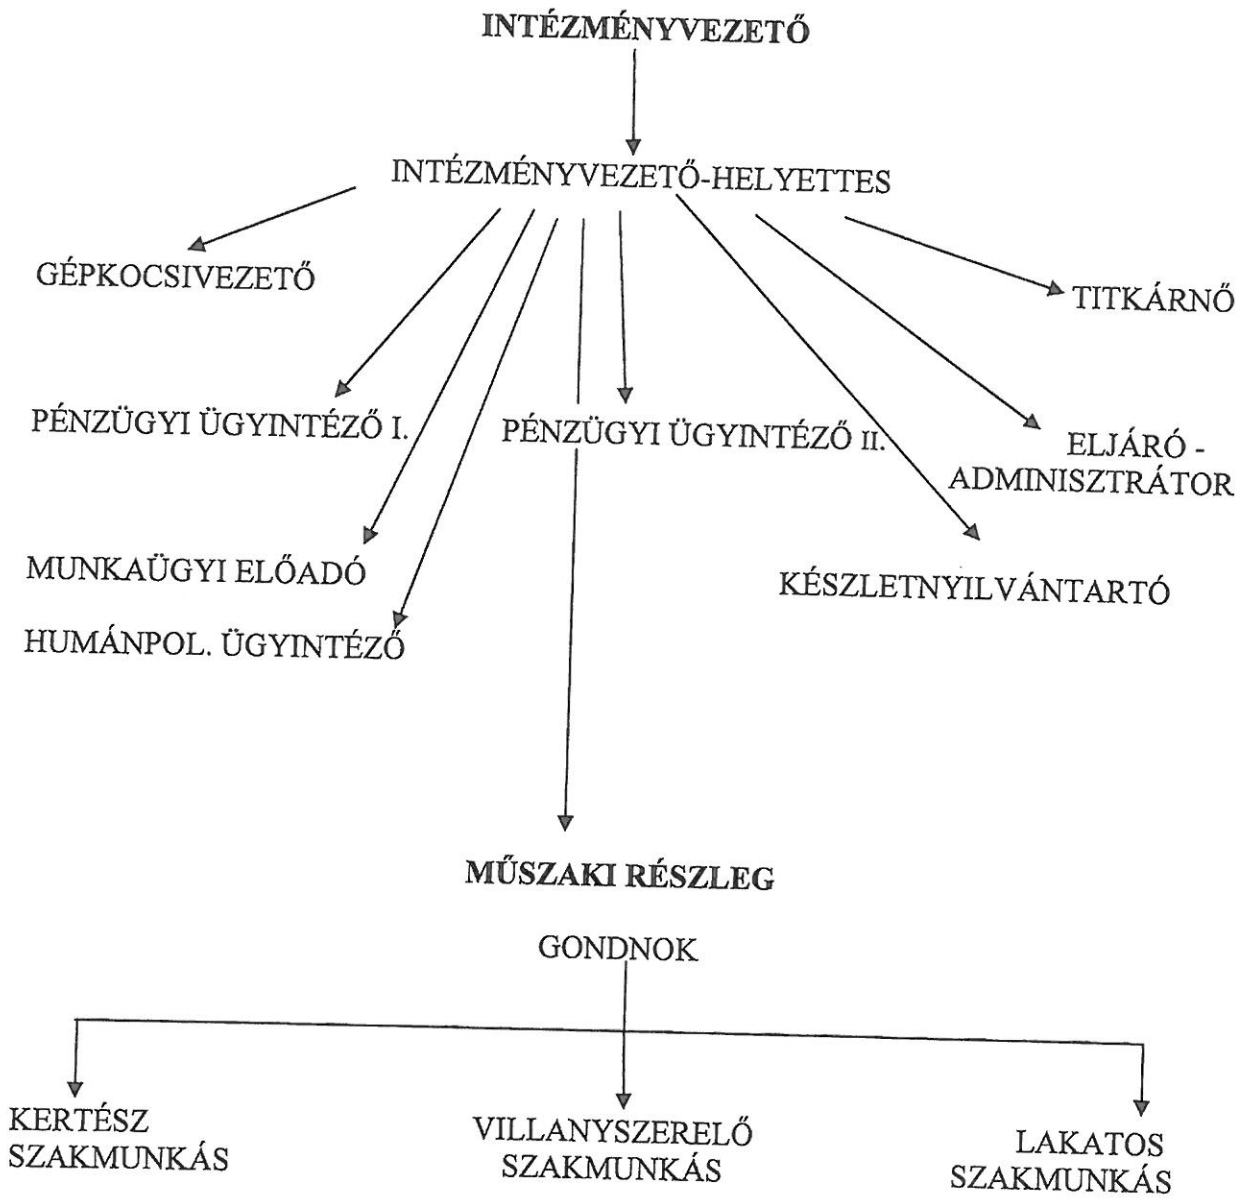 INTÉZMÉNYVEZETŐ
INTÉZMÉNYVEZETŐ-HELYETTES
GÉPKOCSIVEZETŐ
TITKÁRNŐ
PÉNZÜGYI ÜGYINTÉZŐ I.
PÉNZÜGYI ÜGYINTÉZŐ II.
ELJÁRÓ -
ADMINISZTRÁTOR
MUNKAÜGYI ELŐADÓ
KÉSZLETNYILVÁNTARTÓ
HUMÁNPOL. ÜGYINTÉZŐ
MŰSZAKI RÉSZLEG
GONDNOK
KERTÉSZ
SZAKMUNKÁS
VILLANYSZERELŐ
SZAKMUNKÁS
LAKATOS
SZAKMUNKÁS